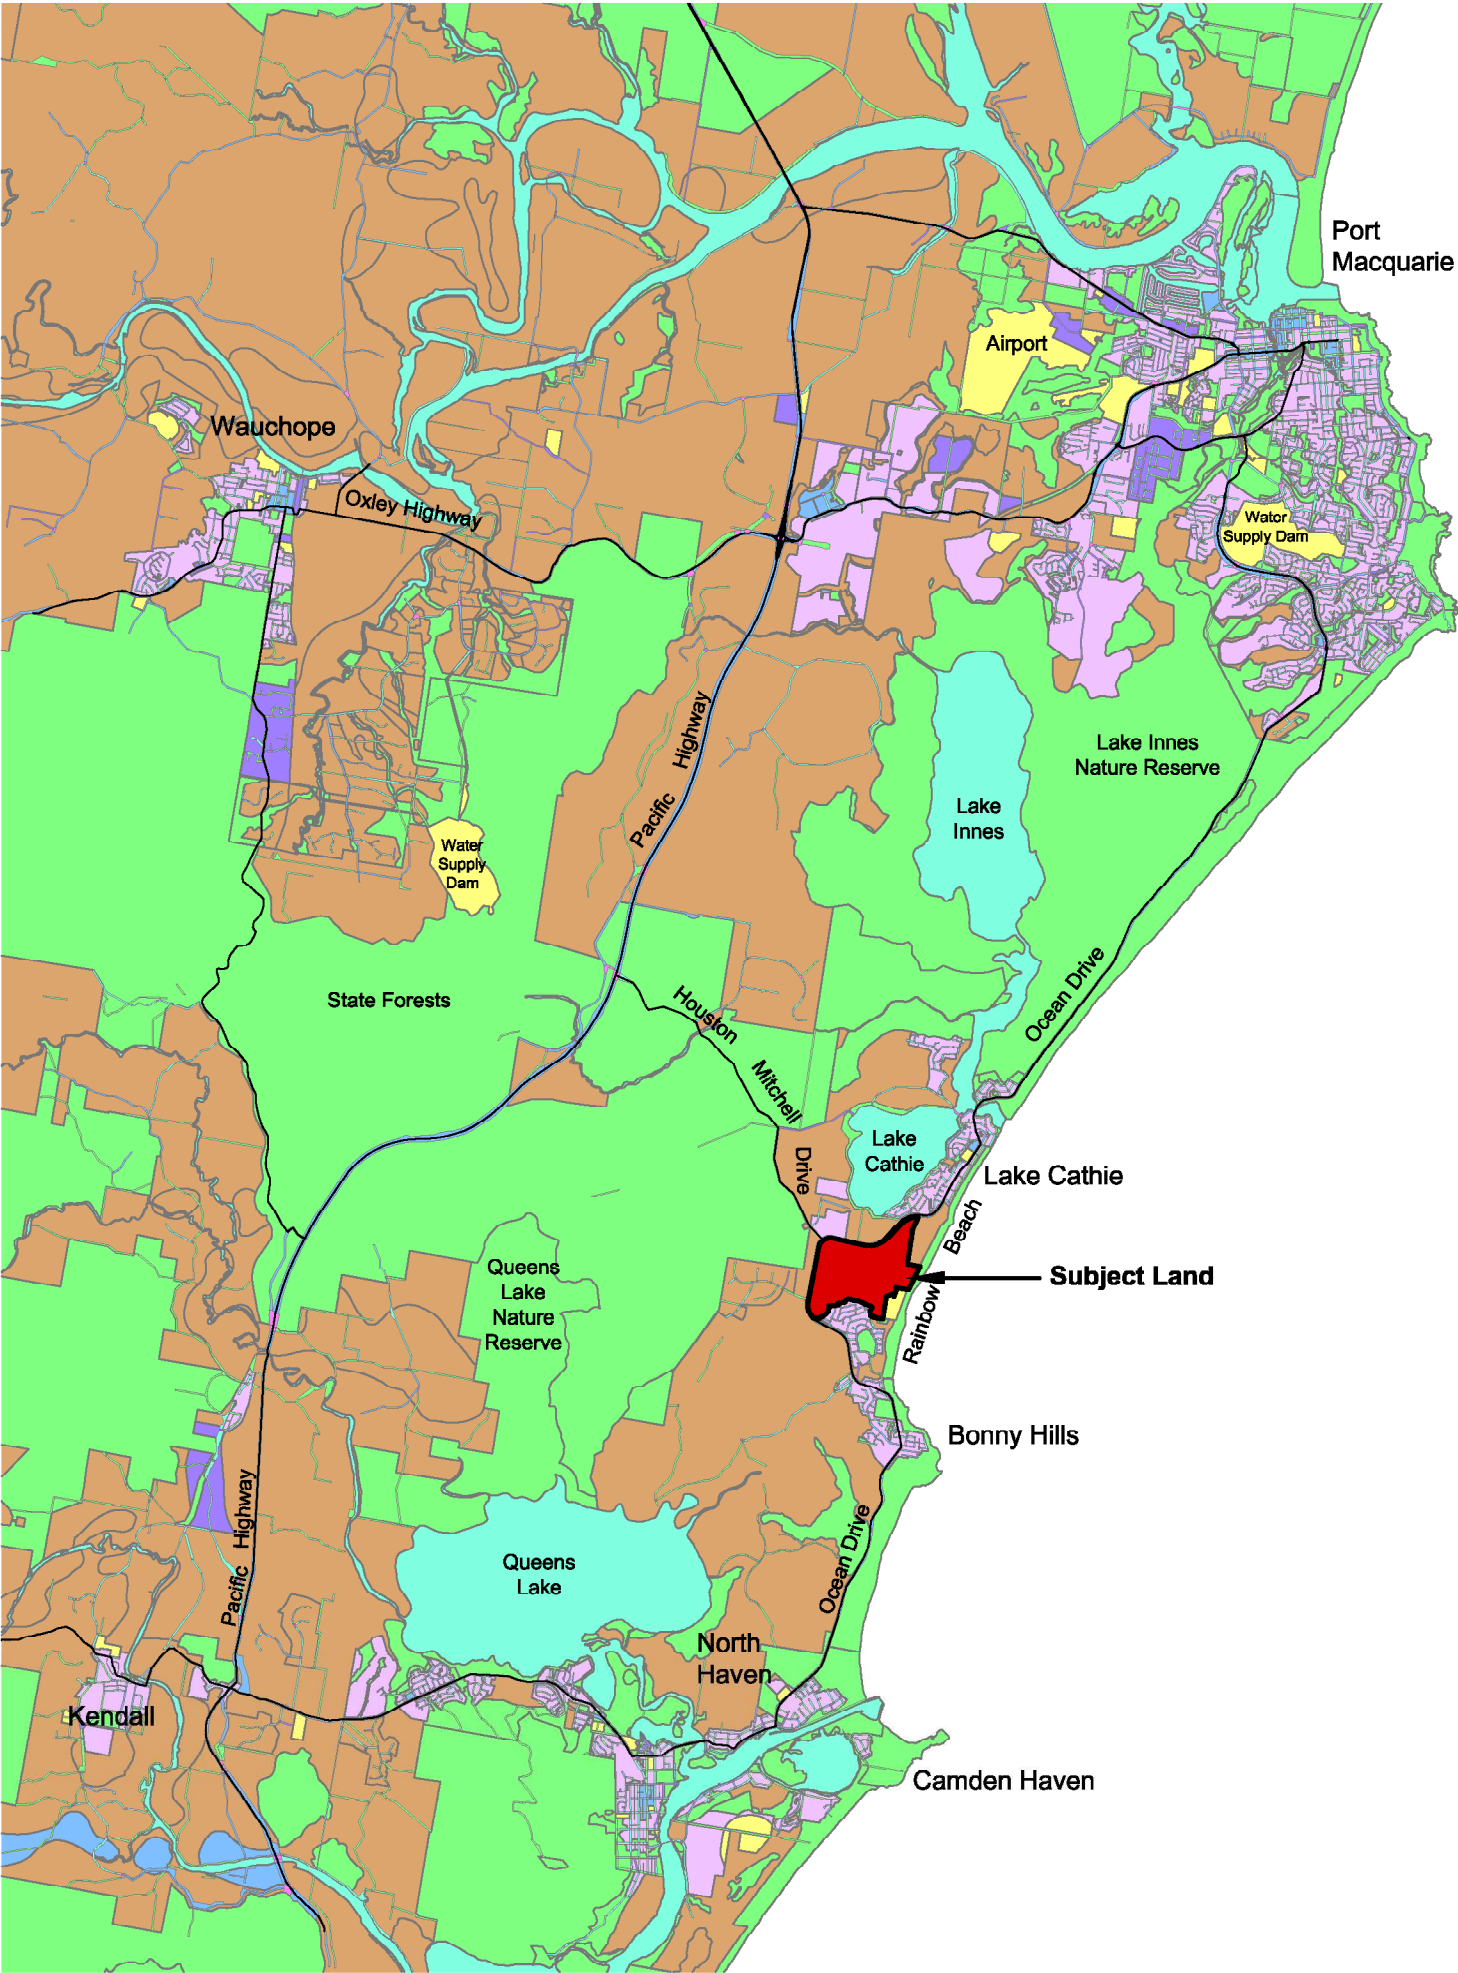 Port
Macquarie
Airport
Wauchope
Oxley Highway
Water
Supply Dam
Pacific Highway
Lake Innes
Nature Reserve
Lake
Innes
Water
Supply
Dam
State Forests
Houston
Mitchell
Drive
Ocean Drive
Lake
Cathie
Lake Cathie
Rainbow Beach
Subject Land
Queens
Lake
Nature
Reserve
Bonny Hills
Pacific Highway
Ocean Drive
Queens
Lake
North
Haven
Kendall
Camden Haven